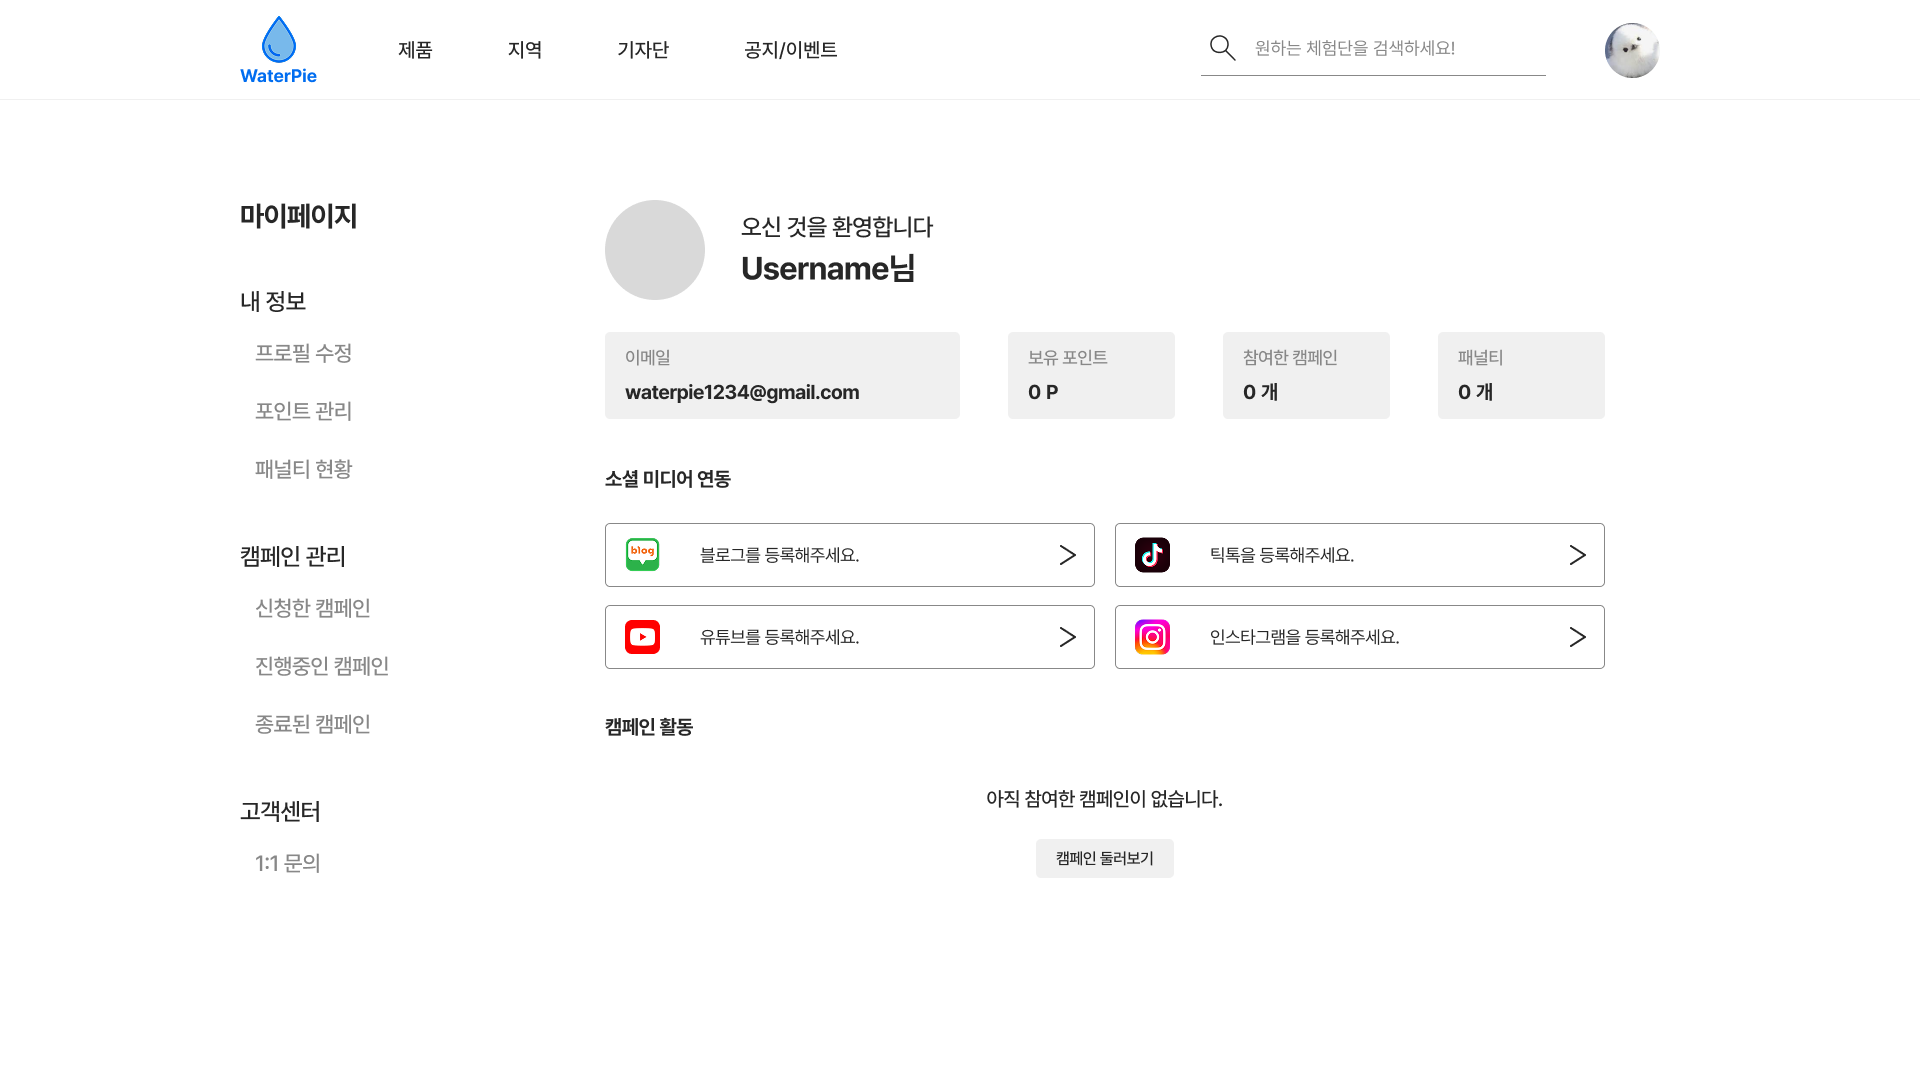 WaterPie
제품
지역
기자단
공지/이벤트
원하는 체험단을 검색하세요!
마이페이지
내 정보
프로필 수정
포인트 관리
패널티 현황
캠페인 관리
신청한 캠페인
진행중인 캠페인
종료된 캠페인
고객센터
1:1 문의
오신 것을 환영합니다
Username님
이메일
waterpie1234@gmail.com
보유 포인트
0 P
참여한 캠페인
0 개
패널티
0 개
소셜 미디어 연동
blog
블로그를 등록해주세요.
틱톡을 등록해주세요.
유튜브를 등록해주세요.
인스타그램을 등록해주세요.
캠페인 활동
아직 참여한 캠페인이 없습니다.
캠페인 둘러보기